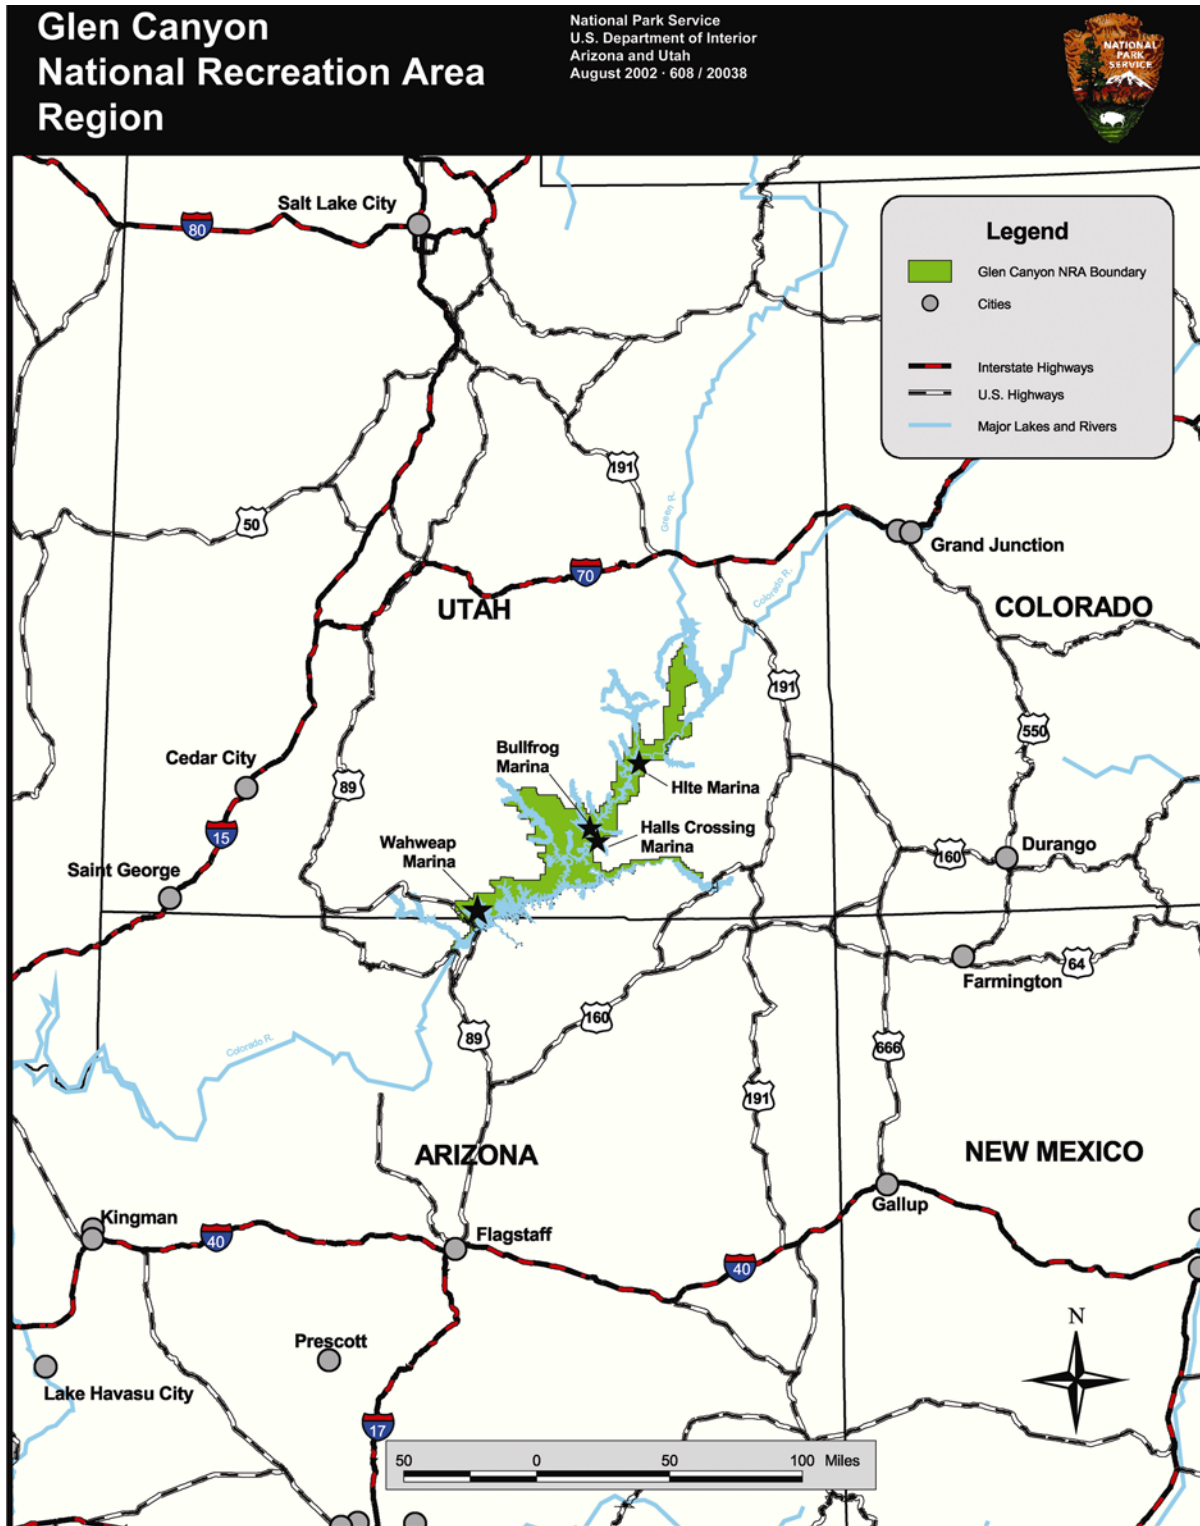 Glen Canyon
National Recreation Area
Region
National Park Service
U.S. Department of Interior
Arizona and Utah
August 2002 · 608 / 20038
NATIONAL
PARK
SERVICE
Legend
Glen Canyon NRA Boundary
Cities
Interstate Highways
U.S. Highways
Major Lakes and Rivers
Salt Lake City
80
191
50
Green R.
Grand Junction
70
Colorado R.
UTAH
COLORADO
191
550
Bullfrog
Marina
Cedar City
89
HIte Marina
15
Halls Crossing
Marina
Wahweap
Marina
160
Durango
Saint George
Farmington
64
160
89
Colorado R.
666
191
ARIZONA
NEW MEXICO
Gallup
Kingman
40
Flagstaff
40
N
Prescott
Lake Havasu City
17
50 0 50 100 Miles